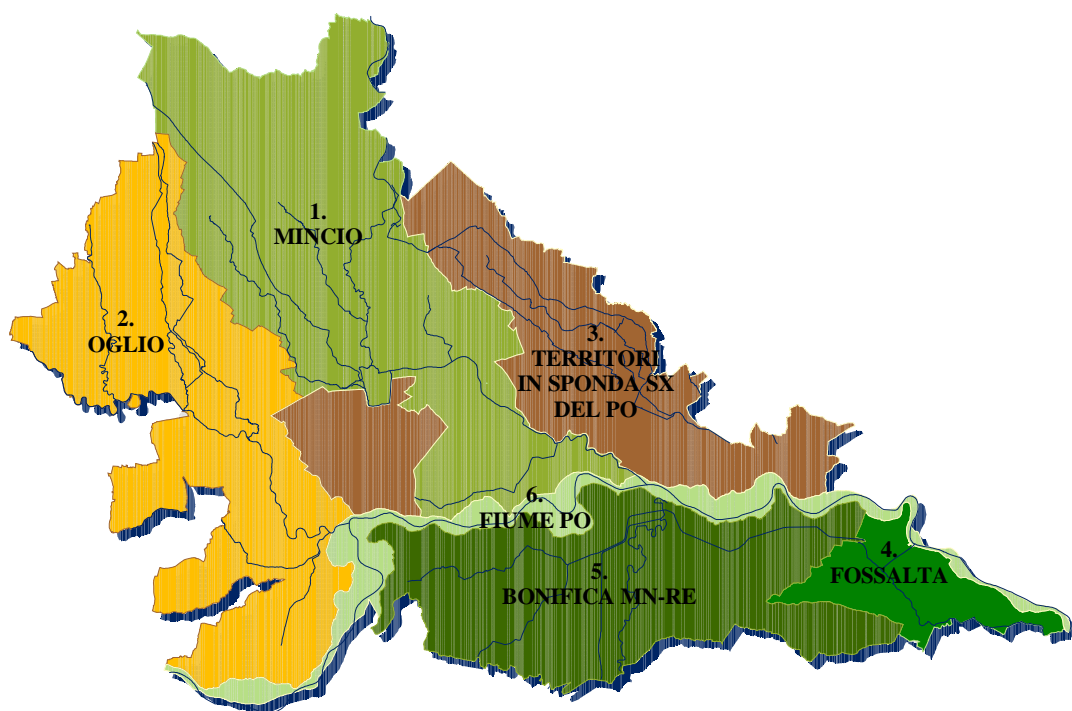 1.
MINCIO
2.
OGLIO
3.
TERRITORI
IN SPONDA SX
DEL PO
6.
FIUME PO
4.
FOSSALTA
5.
BONIFICA MN-RE